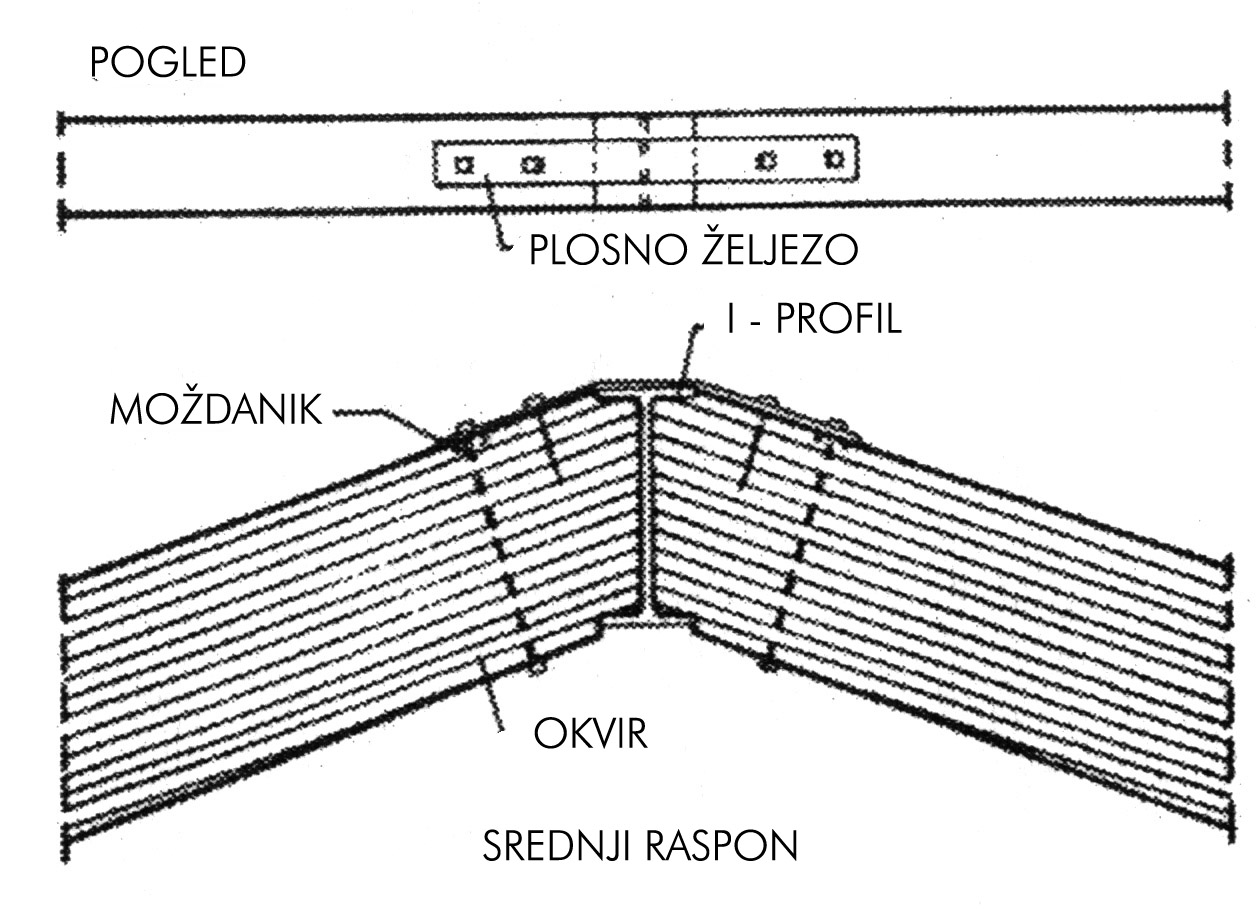 POGLED
PLOSNO ŽELJEZO
I - PROFIL
MOŽDANIK
OKVIR
SREDNJI RASPON